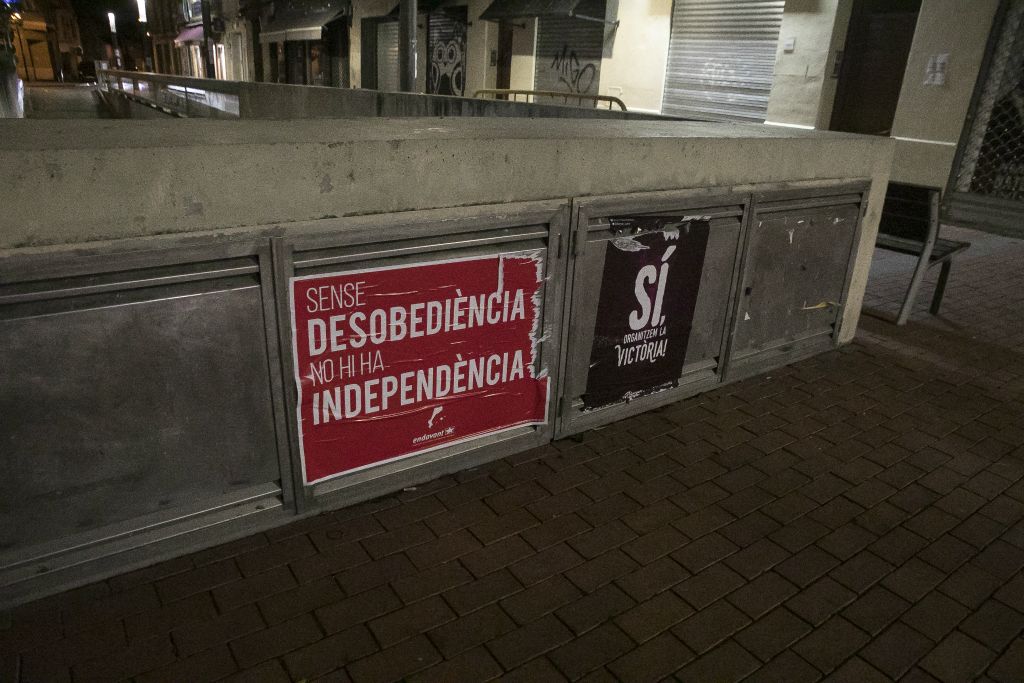 SENSE
DESOBEDIÈNCIA
NO HI HA
INDEPENDÈNCIA
endavant
SÍ,
ORGANITZEM LA
VICTÒRIA!